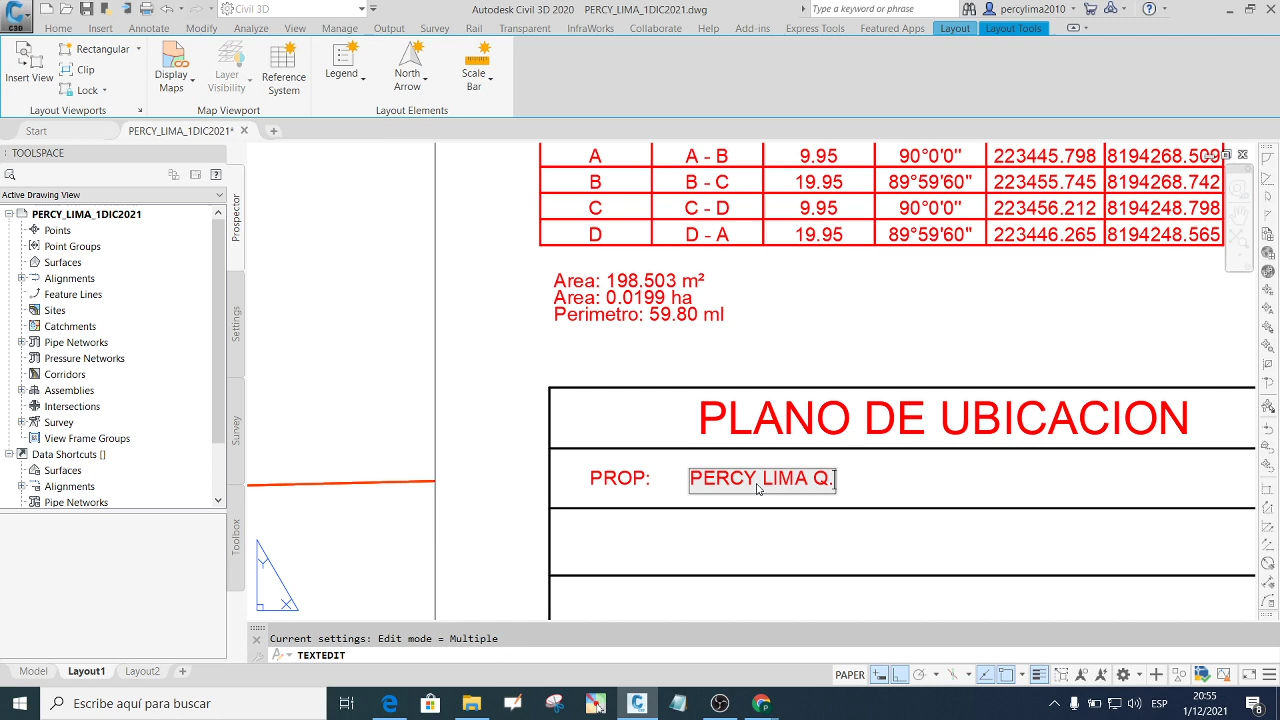 Civil 3D
Autodesk Civil 3D 2020 PERCY_LIMA_1DIC2021.dwg
Type a keyword or phrase
percylima2010
C3D
Home Insert Annotate Modify Analyze View Manage Output Survey Rail Transparent InfraWorks Collaborate Help Add-ins Express Tools Featured Apps Layout Layout Tools
Insert View
Rectangular
Clip
Lock
Display Maps
Layer Visibility
Reference System
Legend
North Arrow
Scale Bar
Layout Viewports
Map Viewport
Layout Elements
Start
PERCY_LIMA_1DIC2021*
TOOLSPACE
Active Drawing View
PERCY_LIMA_1DIC2021
Points
Point Groups
Surfaces
Alignments
Feature Lines
Sites
Catchments
Pipe Networks
Pressure Networks
Corridors
Assemblies
Intersections
Survey
View Frame Groups
Data Shortcuts []
Surfaces
Alignments
Pipe Networks
Prospector
Settings
Survey
Toolbox
A A - B 9.95 90°0'0" 223445.798 8194268.509
B B - C 19.95 89°59'60" 223455.745 8194268.742
C C - D 9.95 90°0'0" 223456.212 8194248.798
D D - A 19.95 89°59'60" 223446.265 8194248.565
Area: 198.503 m²
Area: 0.0199 ha
Perimetro: 59.80 ml
PLANO DE UBICACION
PROP: PERCY LIMA Q.
Y
X
Current settings: Edit mode = Multiple
TEXTEDIT
Model Layout1 Layout2
PAPER
Escribe aquí para buscar
ESP
20:55
1/12/2021
8